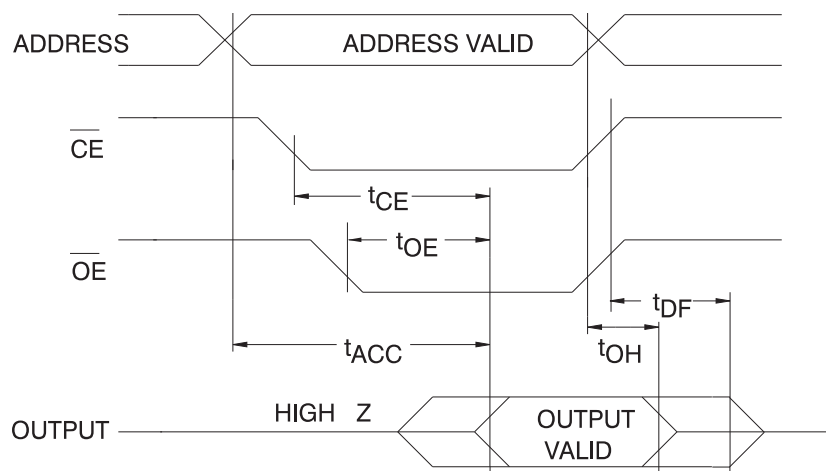 ADDRESS
ADDRESS VALID
CE
tCE
tOE
OE
tDF
tACC
tOH
HIGH Z
OUTPUT
OUTPUT
VALID